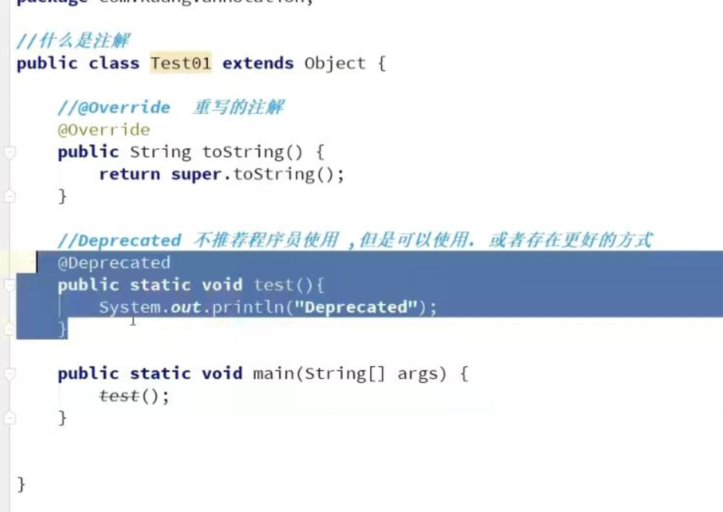 package com.kuang.annotation;
//什么是注解
public class Test01 extends Object {
//@Override 重写的注解
@Override
public String toString() {
return super.toString();
}
//Deprecated 不推荐程序员使用 ,但是可以使用. 或者存在更好的方式
@Deprecated
public static void test(){
System.out.println("Deprecated");
}
public static void main(String[] args) {
test();
}
}